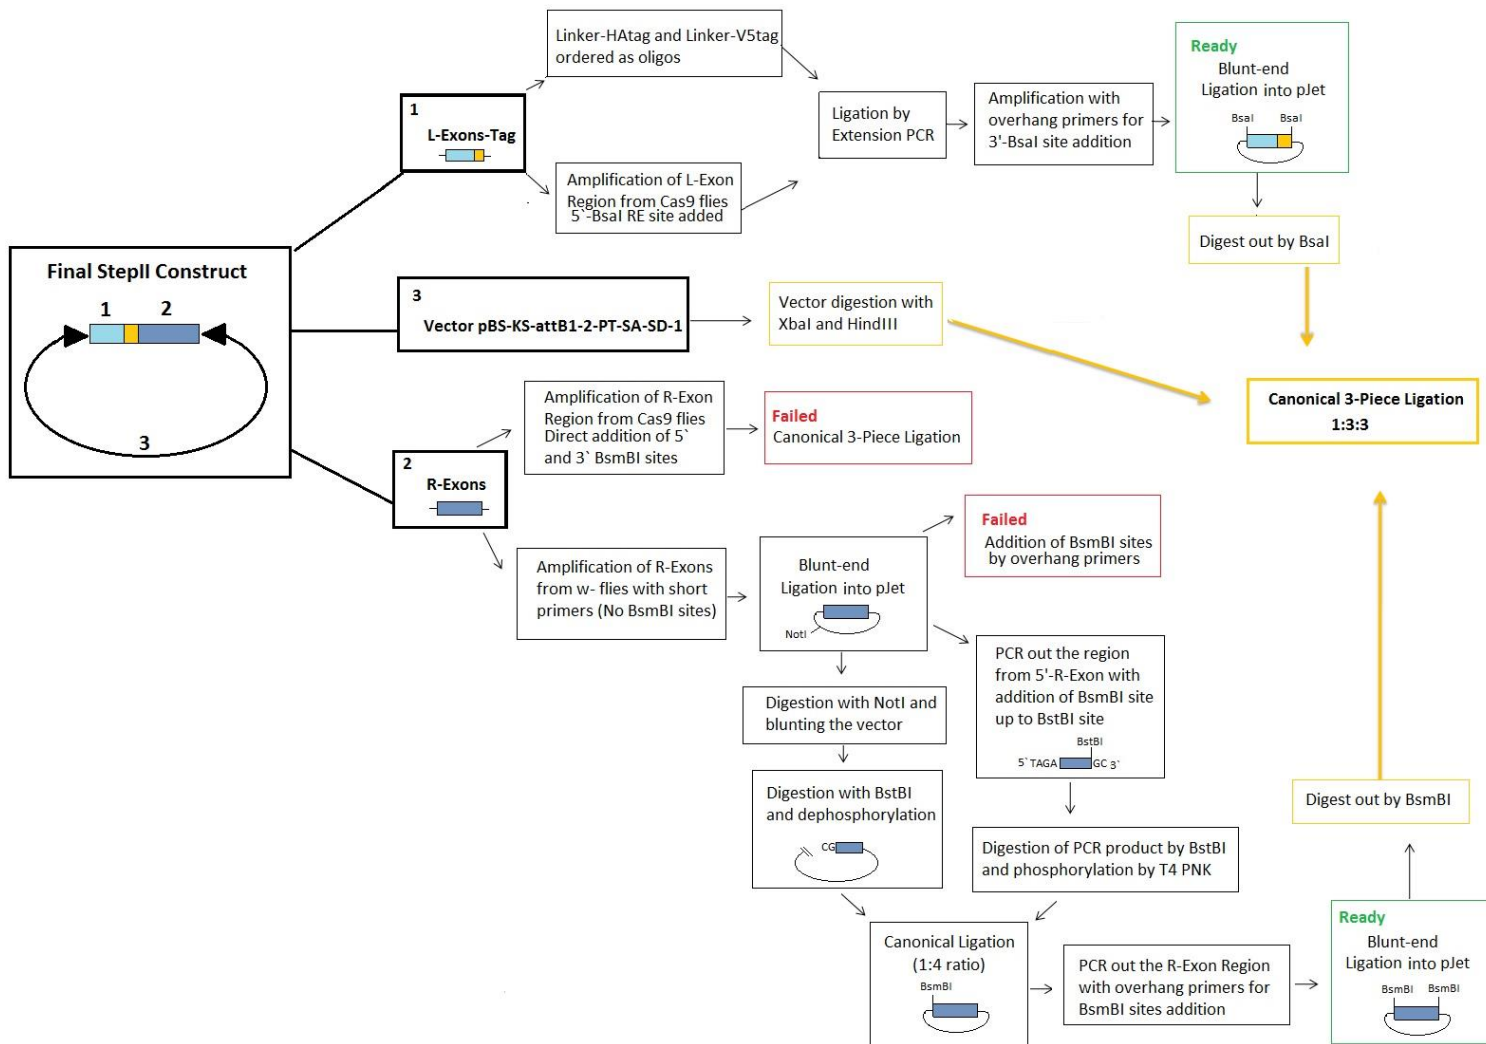 Linker-HAtag and Linker-V5tag
ordered as oligos
1
L-Exons-Tag
Amplification of L-Exon
Region from Cas9 flies
5`-BsaI RE site added
Ligation by
Extension PCR
Amplification with
overhang primers for
3'-BsaI site addition
Ready
Blunt-end
Ligation into pJet
BsaI
BsaI
Digest out by BsaI
Final StepII Construct
1
2
3
3
Vector pBS-KS-attB1-2-PT-SA-SD-1
Vector digestion with
XbaI and HindIII
Canonical 3-Piece Ligation
1:3:3
2
R-Exons
Amplification of R-Exon
Region from Cas9 flies
Direct addition of 5`
and 3` BsmBI sites
Failed
Canonical 3-Piece Ligation
Amplification of R-Exons
from w- flies with short
primers (No BsmBI sites)
Blunt-end
Ligation into pJet
NotI
Failed
Addition of BsmBI sites
by overhang primers
Digestion with NotI and
blunting the vector
Digestion with BstBI
and dephosphorylation
CG
PCR out the region
from 5'-R-Exon with
addition of BsmBI site
up to BstBI site
BstBI
5` TAGA
GC 3`
Digestion of PCR product by BstBI
and phosphorylation by T4 PNK
Canonical Ligation
(1:4 ratio)
BsmBI
PCR out the R-Exon Region
with overhang primers for
BsmBI sites addition
Ready
Blunt-end
Ligation into pJet
BsmBI
BsmBI
Digest out by BsmBI